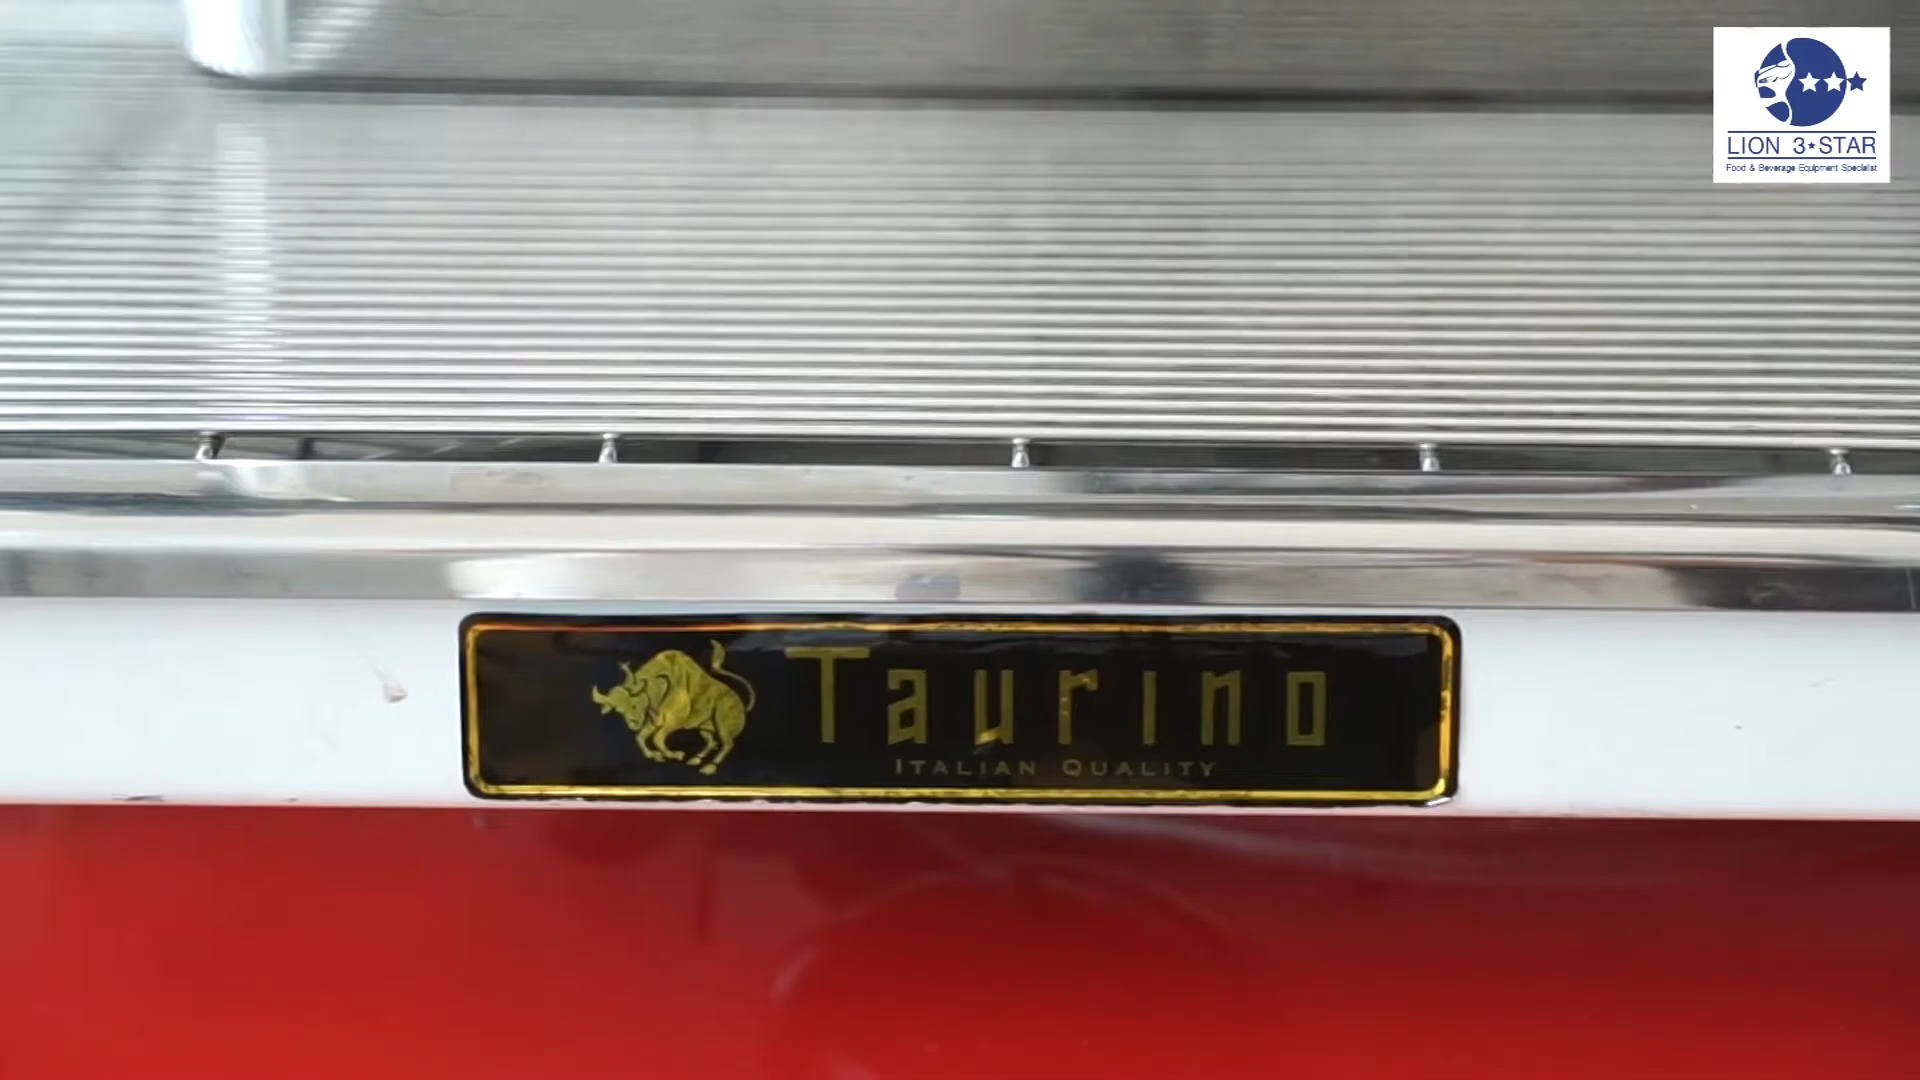 LION 3★STAR
Food & Beverage Equipment Specialist
Taurino
ITALIAN QUALITY